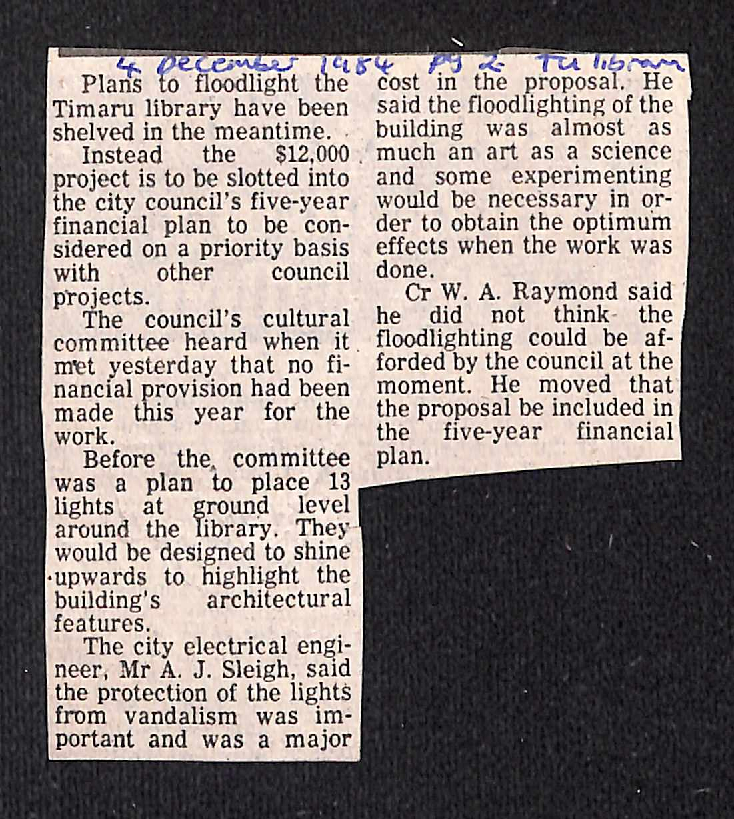 4 December 1984 pg 2 TU library
Plans to floodlight the
Timaru library have been
shelved in the meantime.
Instead the $12,000
project is to be slotted into
the city council's five-year
financial plan to be con-
sidered on a priority basis
with other council
projects.
The council's cultural
committee heard when it
met yesterday that no fi-
nancial provision had been
made this year for the
work.
Before the committee
was a plan to place 13
lights at ground level
around the library. They
would be designed to shine
upwards to highlight the
building's architectural
features.
The city electrical engi-
neer, Mr A. J. Sleigh, said
the protection of the lights
from vandalism was im-
portant and was a major
cost in the proposal. He
said the floodlighting of the
building was almost as
much an art as a science
and some experimenting
would be necessary in or-
der to obtain the optimum
effects when the work was
done.
Cr W. A. Raymond said
he did not think the
floodlighting could be af-
forded by the council at the
moment. He moved that
the proposal be included in
the five-year financial
plan.